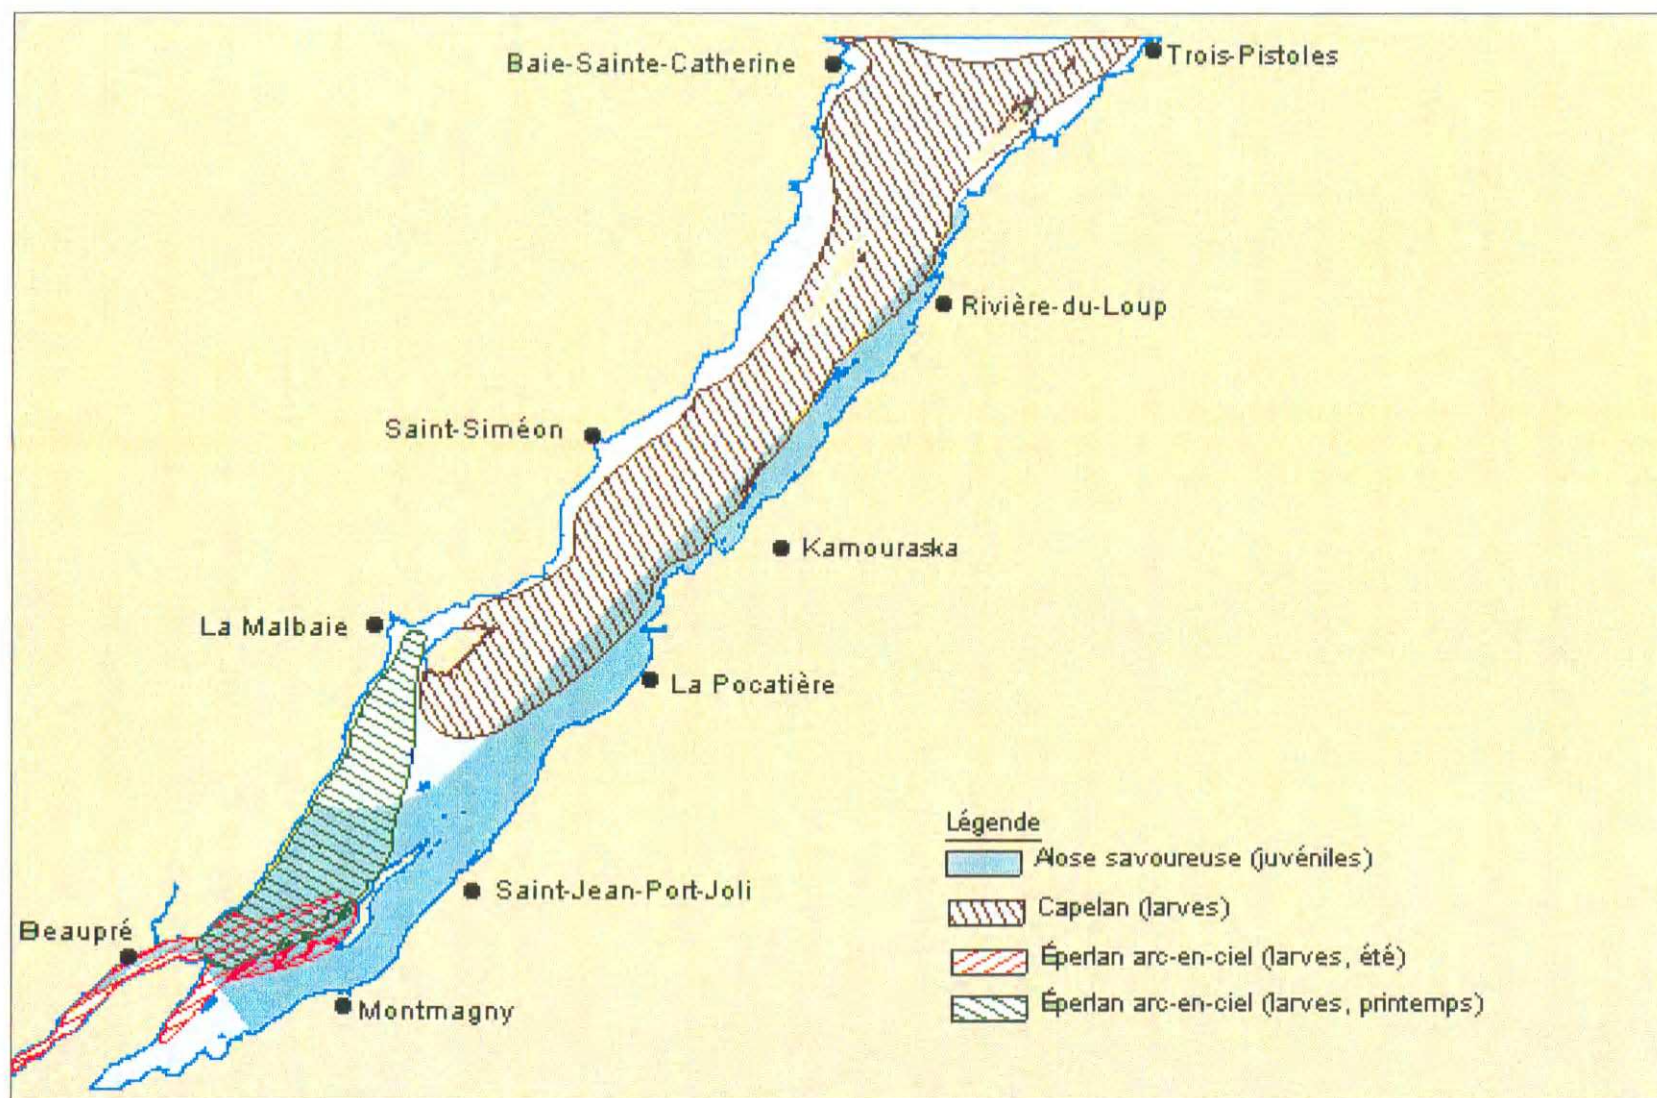 Baie-Sainte-Catherine
Trois-Pistoles
Rivière-du-Loup
Saint-Siméon
Kamouraska
La Malbaie
La Pocatière
Saint-Jean-Port-Joli
Beaupré
Montmagny
Légende
Alose savoureuse (juvéniles)
Capelan (larves)
Éperlan arc-en-ciel (larves, été)
Éperlan arc-en-ciel (larves, printemps)